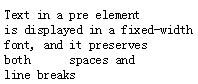 Text in a pre element
is displayed in a fixed-width
font, and it preserves
both      spaces and
line breaks